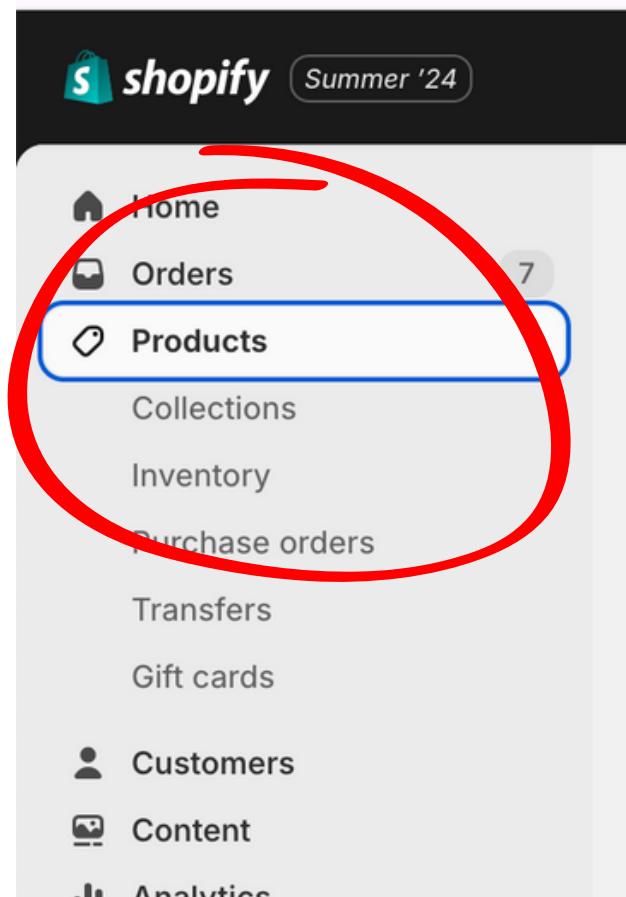 shopify Summer '24
Home
Orders 7
Products
Collections
Inventory
Purchase orders
Transfers
Gift cards
Customers
Content
Analytics